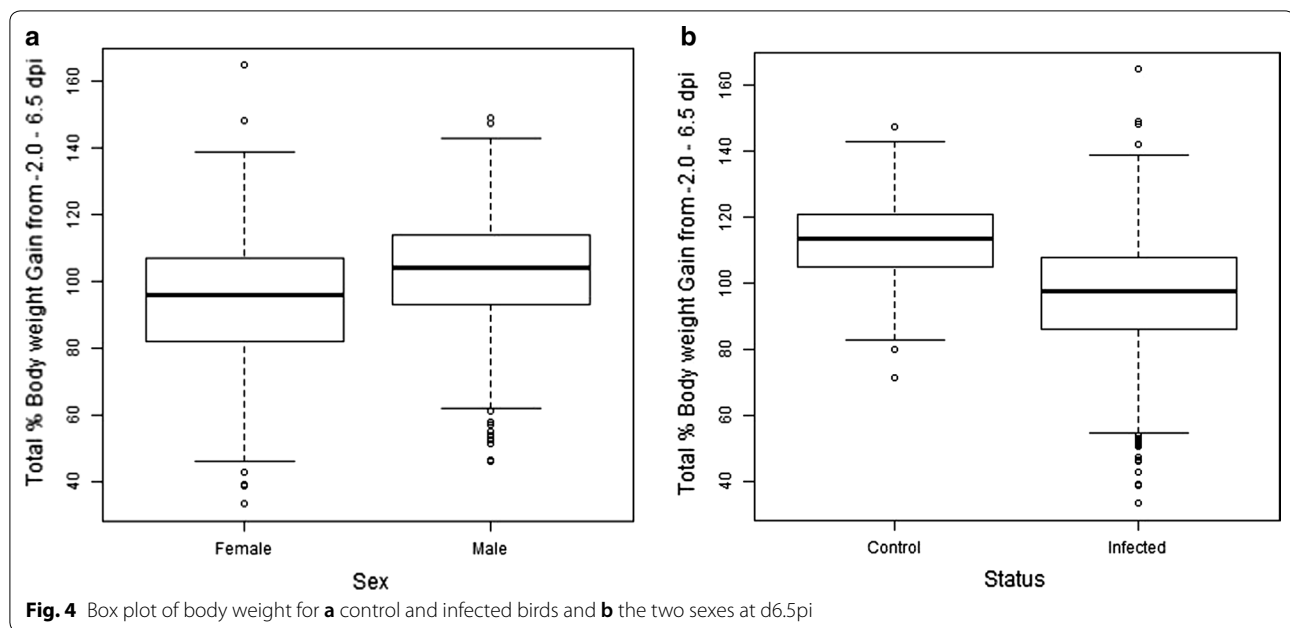 a
Total % Body weight Gain from -2.0 - 6.5 dpi
160
140
120
100
80
60
40
Female
Male
Sex
b
Total % Body weight Gain from -2.0 - 6.5 dpi
160
140
120
100
80
60
40
Control
Infected
Status
Fig. 4 Box plot of body weight for a control and infected birds and b the two sexes at d6.5pi